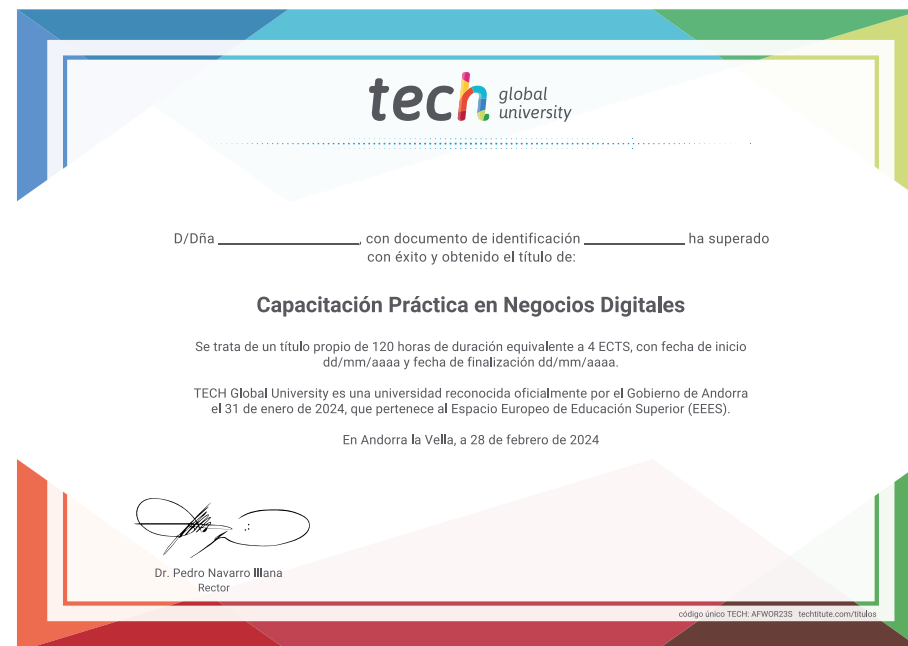 tech global
university
D/Dña ____________________, con documento de identificación ______________ ha superado
con éxito y obtenido el título de:
Capacitación Práctica en Negocios Digitales
Se trata de un título propio de 120 horas de duración equivalente a 4 ECTS, con fecha de inicio
dd/mm/aaaa y fecha de finalización dd/mm/aaaa.
TECH Global University es una universidad reconocida oficialmente por el Gobierno de Andorra
el 31 de enero de 2024, que pertenece al Espacio Europeo de Educación Superior (EEES).
En Andorra la Vella, a 28 de febrero de 2024
Dr. Pedro Navarro Illana
Rector
código único TECH: AFWOR23S techtitute.com/titulos